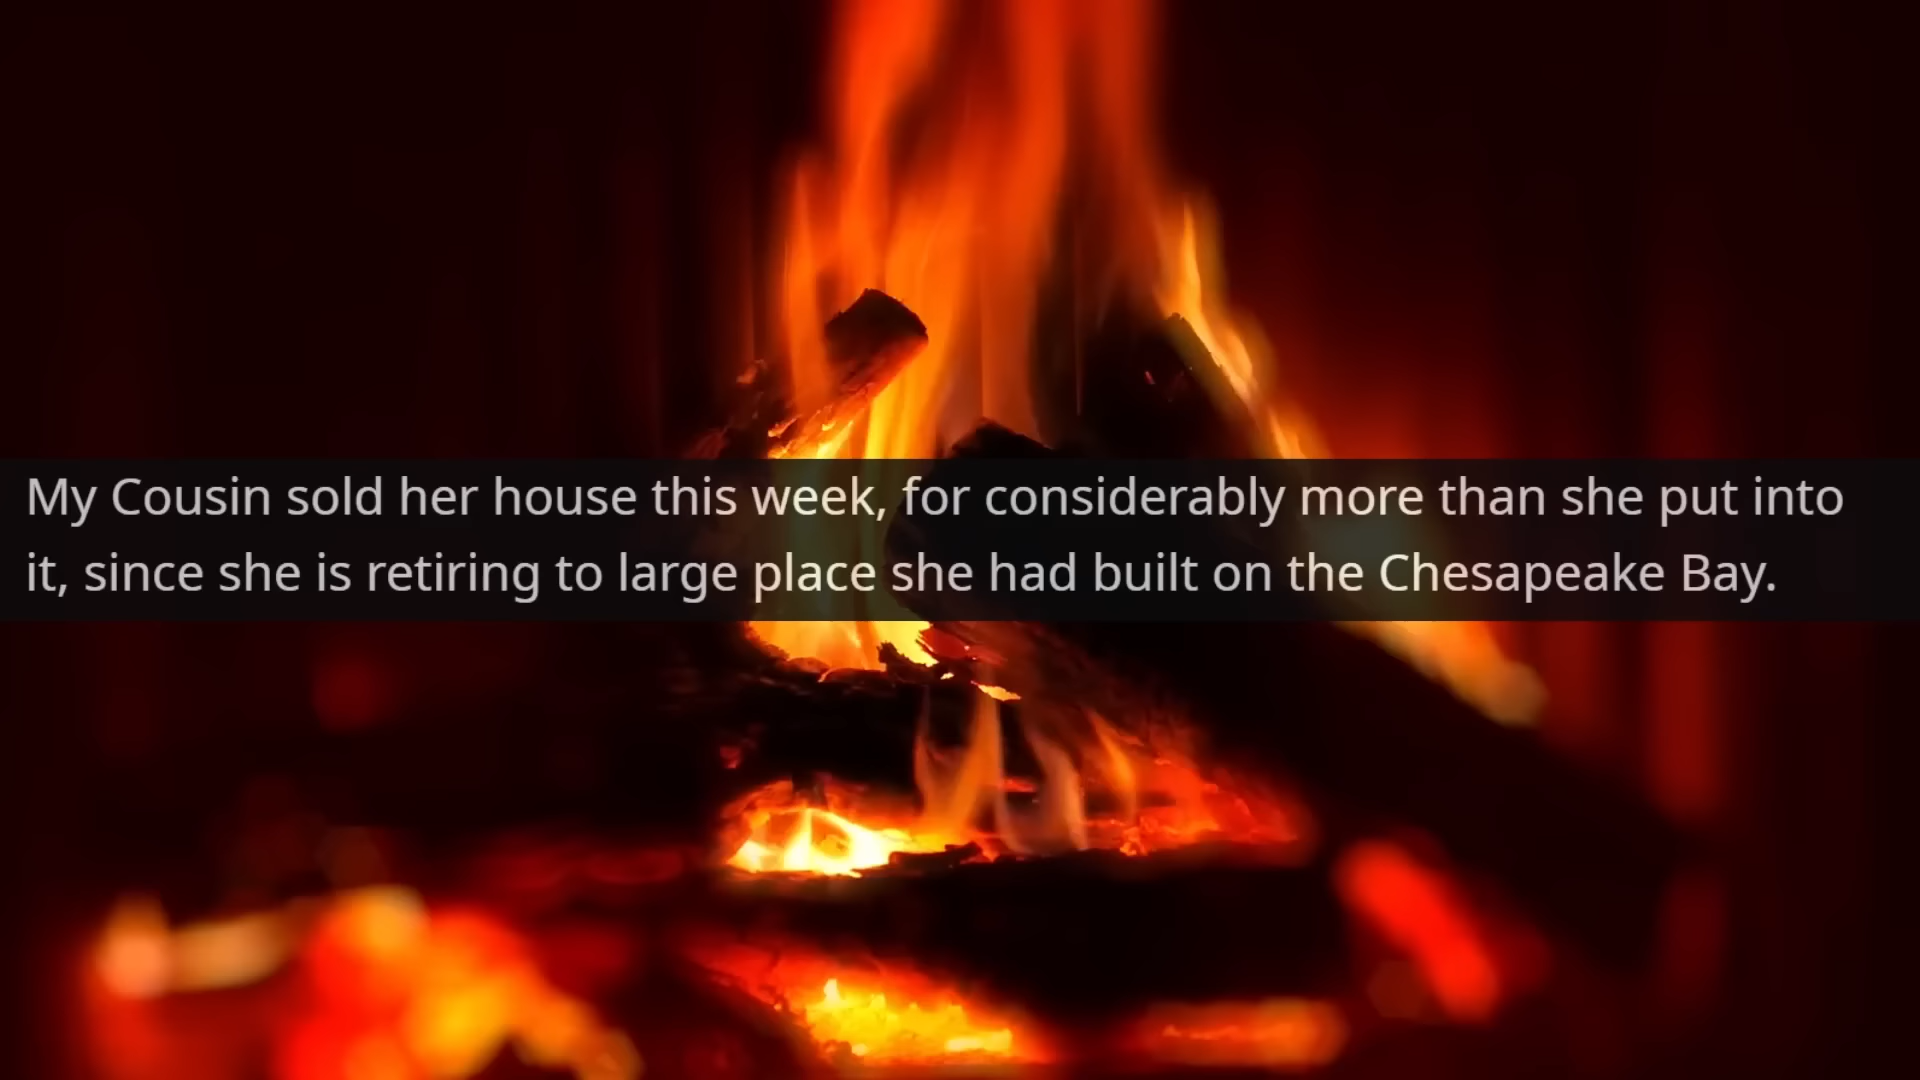 My Cousin sold her house this week, for considerably more than she put into
it, since she is retiring to large place she had built on the Chesapeake Bay.